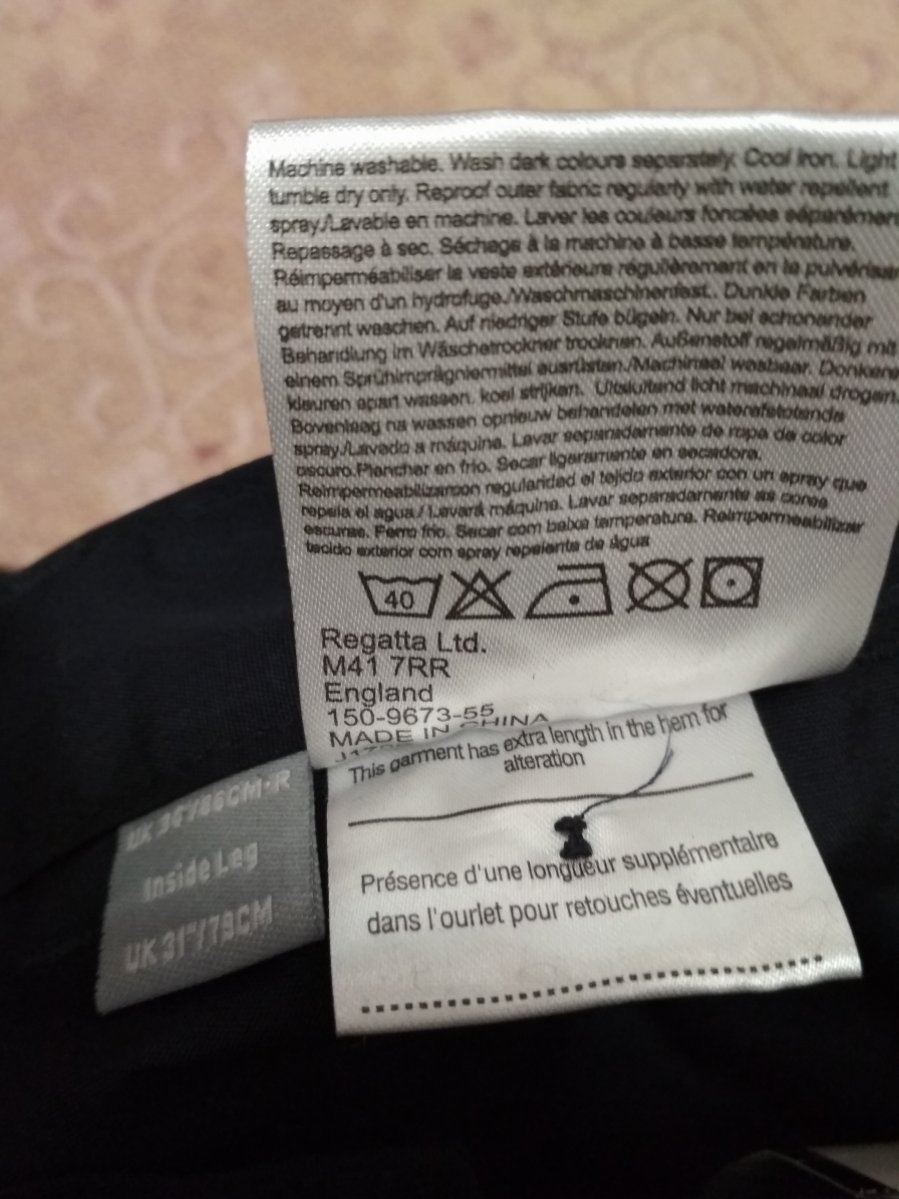 Machine washable. Wash dark colours separately. Cool iron. Light
tumble dry only. Reproof outer fabric regularly with water repellent
spray/Lavable en machine. Laver les couleurs foncées séparément
Repassage à sec. Séchage à la machine à basse température.
Réimperméabiliser la veste extérieure régulièrement en la pulvérisa
au moyen d'un hydrofuge./Waschmaschinenfest.. Dunkle Farben
getrennt waschen. Auf niedriger Stufe bügeln. Nur bei schonender
Behandlung im Wäschetrockner trocknen. Außenstoff regelmäßig mit
einem Sprühimprägniermittel ausrüsten./Machinaal wasbaar. Donkere
kleuren apart wassen. koel strijken. Uitsluitend licht machinaal drogen.
Bovenlaag na wassen opnieuw behandelen met waterafstotende
spray./Lavado a máquina. Lavar separadamente de ropa de color
oscuro.Planchar en frio. Secar ligeramente en secadora.
Reimpermeabilizarcon regularidad el tejido exterior con un spray que
repela el agua/ Levará máquina. Lavar separadamente as cores
escuras. Ferro frio. Secar com baixa temperatura. Reimpermeabilizar
tecido exterior com spray repelente de água
40
Regatta Ltd.
M41 7RR
England
150-9673-55
MADE IN CHINA
This garment has extra length in the hem for
alteration
Présence d'une longueur supplémentaire
dans l'ourlet pour retouches éventuelles
UK 34"/86CM-R
Inside Leg
UK 31"/79CM